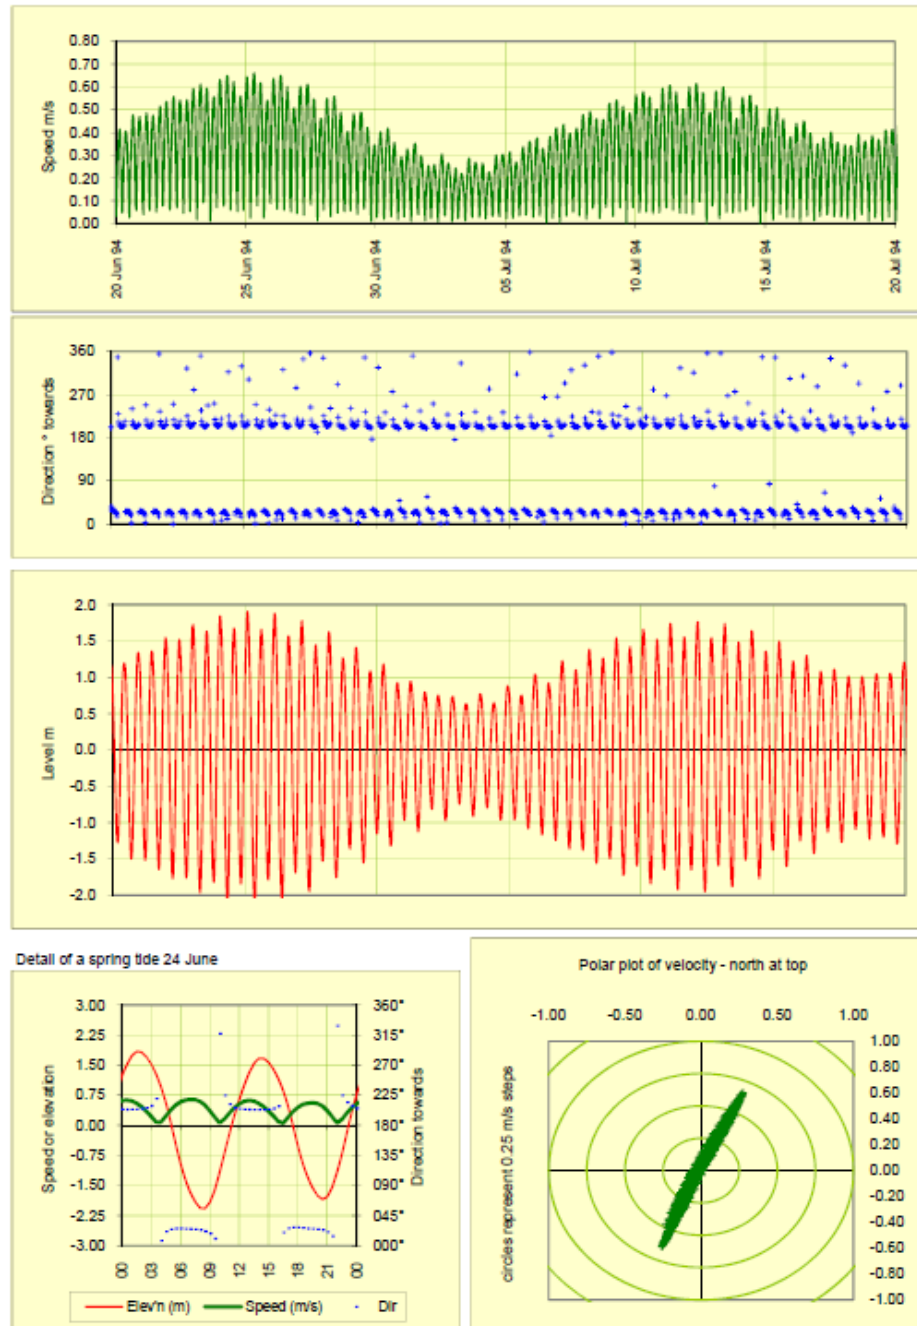 0.80
0.70
0.60
0.50
0.40
0.30
0.20
0.10
0.00
Speed m/s
20 Jun 94
25 Jun 94
30 Jun 94
05 Jul 94
10 Jul 94
15 Jul 94
20 Jul 94
360
270
180
90
0
Direction ° towards
2.0
1.5
1.0
0.5
0.0
-0.5
-1.0
-1.5
-2.0
Level m
Detail of a spring tide 24 June
3.00
2.25
1.50
0.75
0.00
-0.75
-1.50
-2.25
-3.00
Speed or elevation
360°
315°
270°
225°
180°
135°
090°
045°
000°
Direction towards
00 03 06 09 12 15 18 21 00
Elev'n (m) Speed (m/s) Dir
Polar plot of velocity - north at top
-1.00 -0.50 0.00 0.50 1.00
1.00
0.80
0.60
0.40
0.20
0.00
-0.20
-0.40
-0.60
-0.80
-1.00
circles represent 0.25 m/s steps